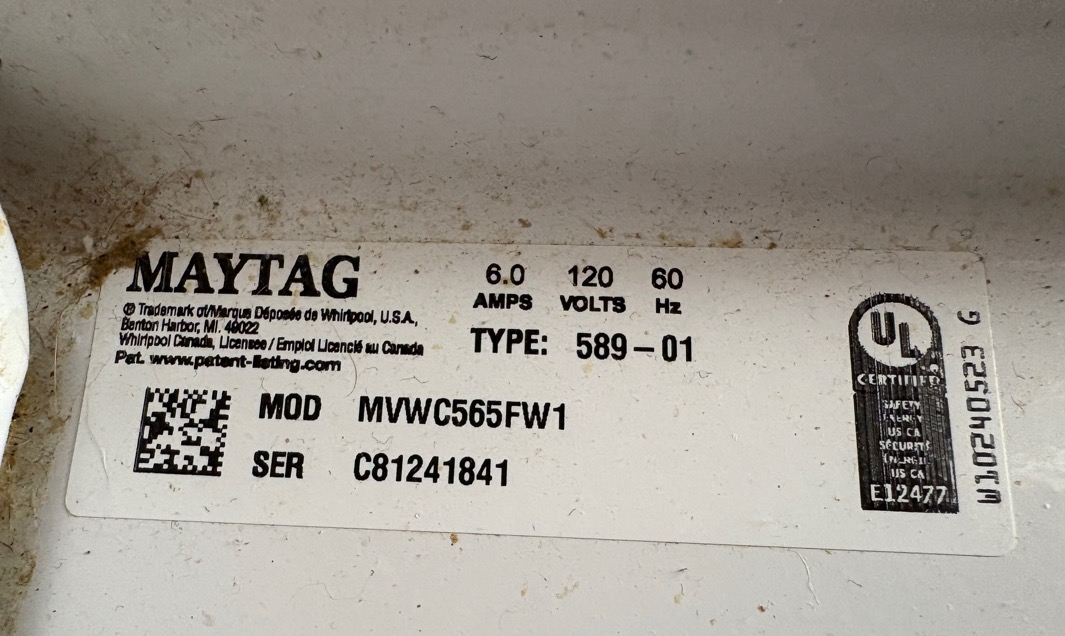 MAYTAG
® Trademark of/Marque Déposée de Whirlpool, U.S.A.,
Benton Harbor, MI. 49022
Whirlpool Canada, Licensee / Emploi Licencié au Canada
Pat. www.patent-listing.com
6.0 120 60
AMPS VOLTS Hz
TYPE: 589-01
MOD MVWC565FW1
SER C81241841
UL
CERTIFIED
SAFETY
ENERGY
US CA
SÉCURITÉ
ÉNERGIE
US CA
E12477
W10240523 G